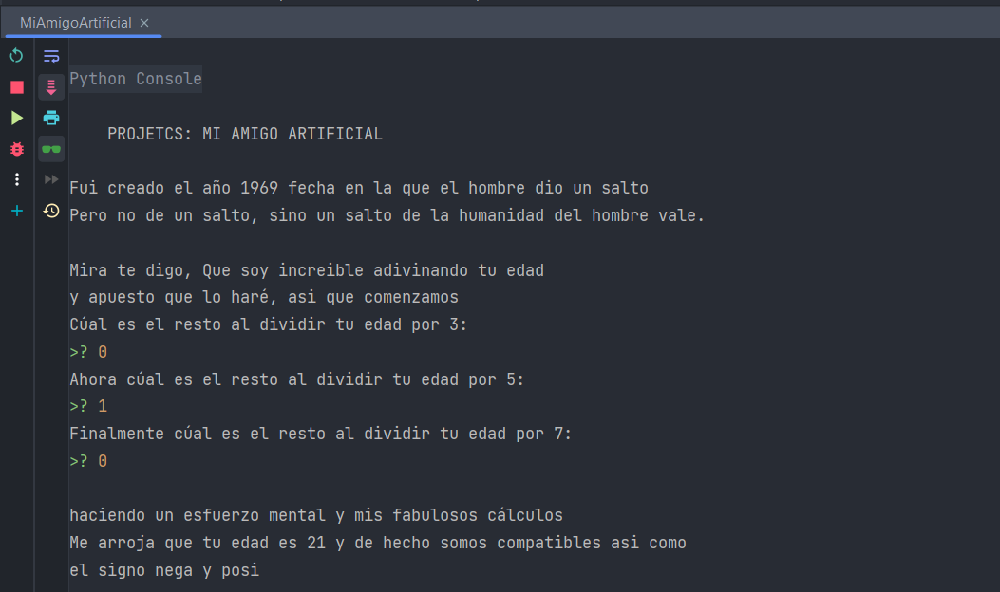 MiAmigoArtificial
Python Console
PROJETCS: MI AMIGO ARTIFICIAL
Fui creado el año 1969 fecha en la que el hombre dio un salto
Pero no de un salto, sino un salto de la humanidad del hombre vale.
Mira te digo, Que soy increible adivinando tu edad
y apuesto que lo haré, asi que comenzamos
Cúal es el resto al dividir tu edad por 3:
>? 0
Ahora cúal es el resto al dividir tu edad por 5:
>? 1
Finalmente cúal es el resto al dividir tu edad por 7:
>? 0
haciendo un esfuerzo mental y mis fabulosos cálculos
Me arroja que tu edad es 21 y de hecho somos compatibles asi como
el signo nega y posi